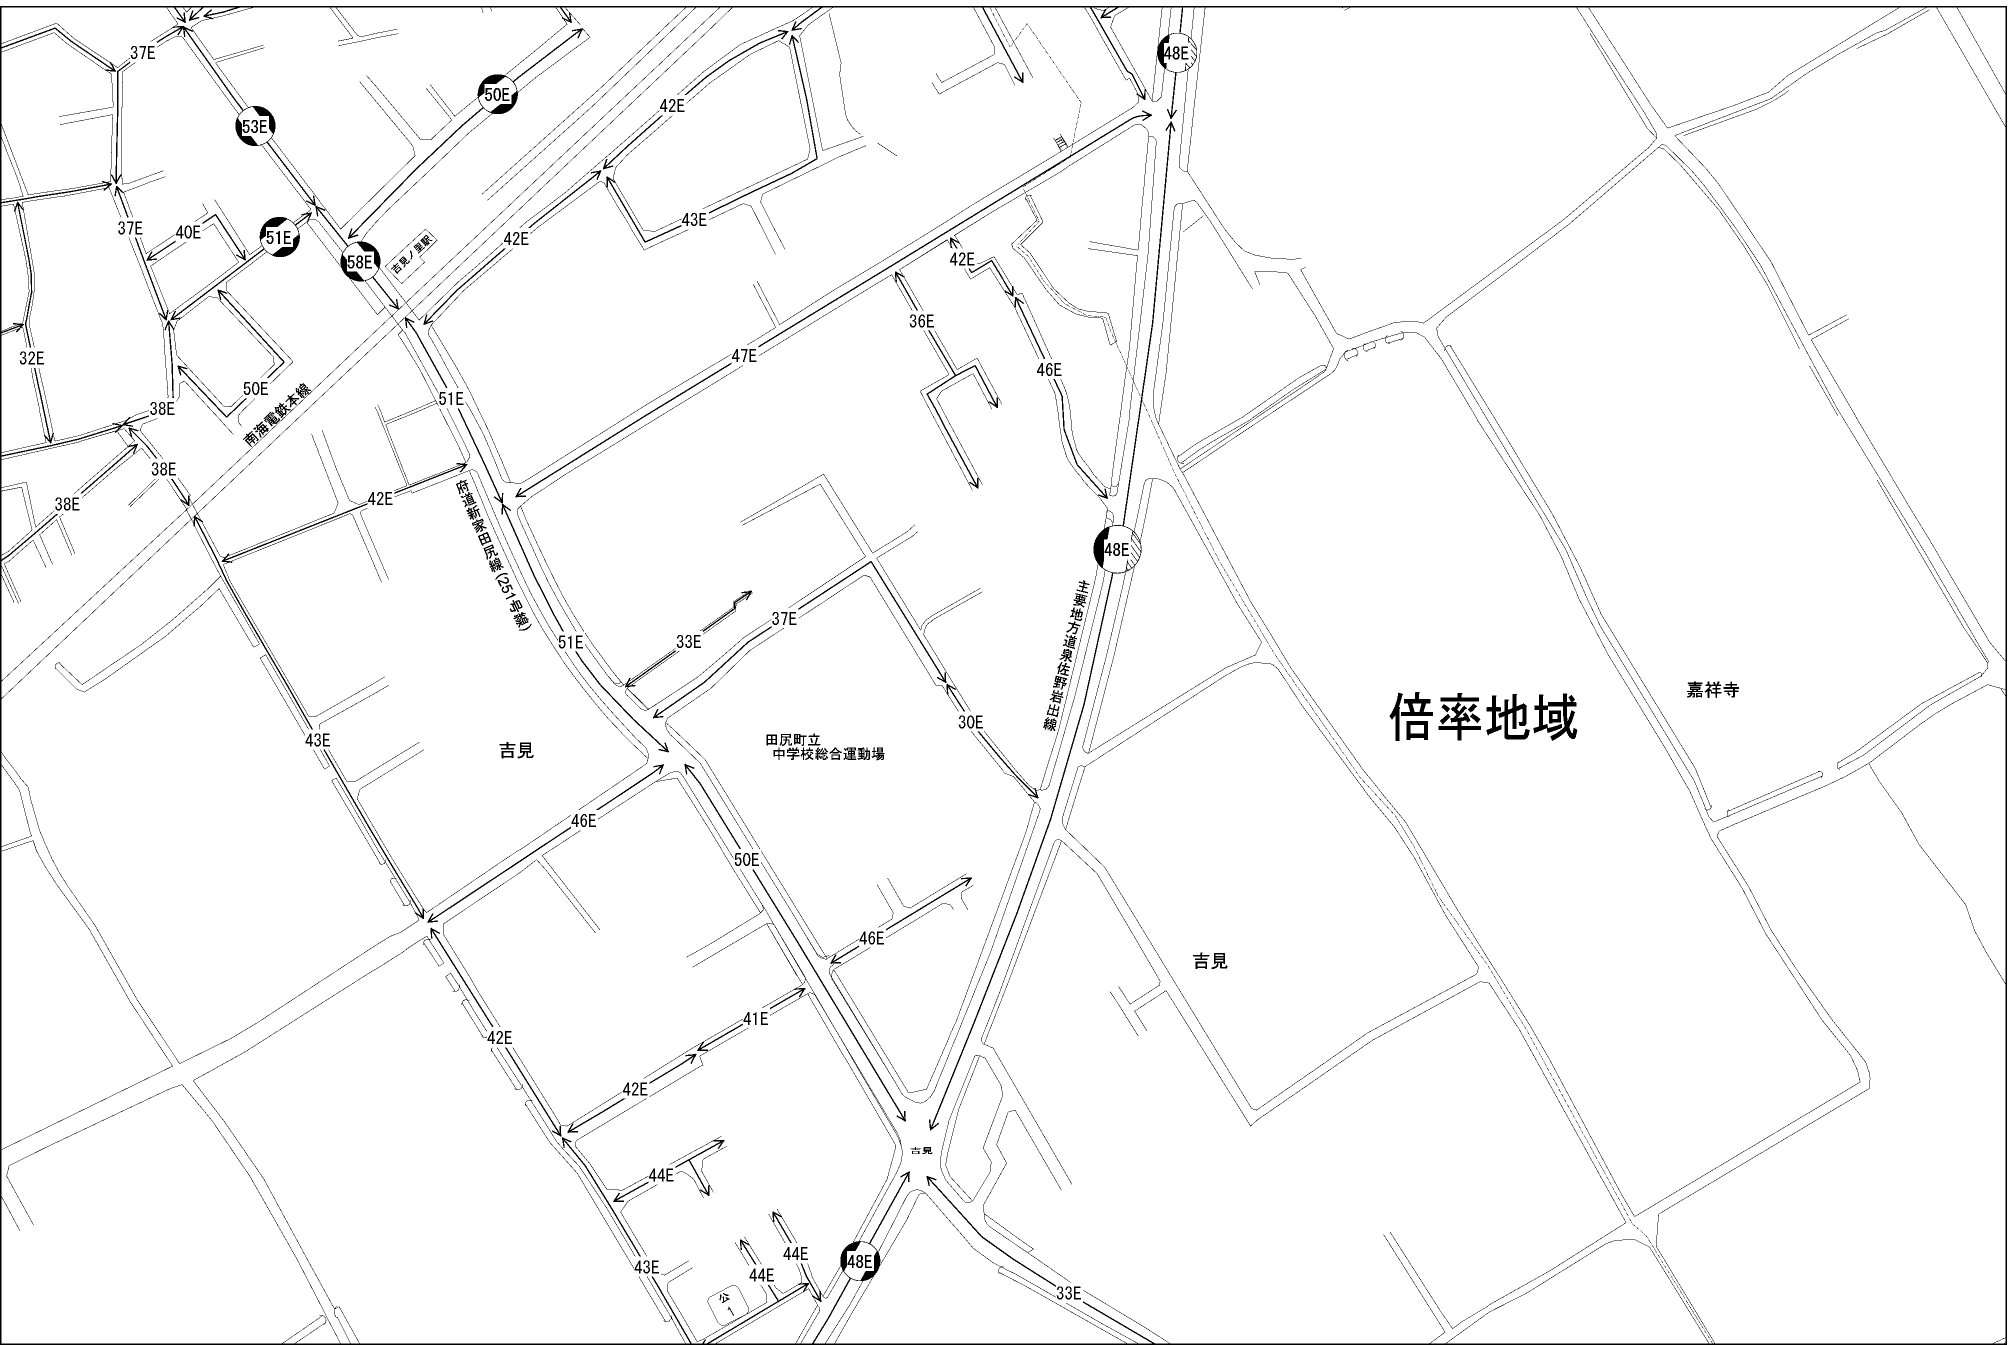 48E
37E
50E
42E
53E
37E
40E
51E
43E
42E
58E
吉見ノ里駅
42E
36E
32E
47E
46E
50E
51E
38E
南海電鉄本線
38E
38E
42E
府道新家田尻線(251号線)
48E
主要地方道泉佐野岩出線
37E
33E
51E
嘉祥寺
倍率地域
30E
43E
吉見
田尻町立
中学校総合運動場
46E
50E
46E
吉見
41E
42E
42E
吉見
44E
44E
48E
43E
44E
33E
公
1